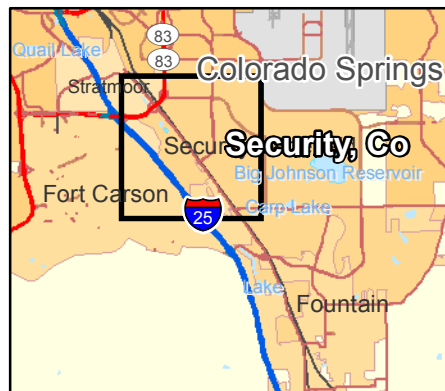 83
Quail Lake
83
Colorado Springs
Stratmoor
Secur
Security, Co
Big Johnson Reservoir
Fort Carson
Carp Lake
25
Lake
Fountain